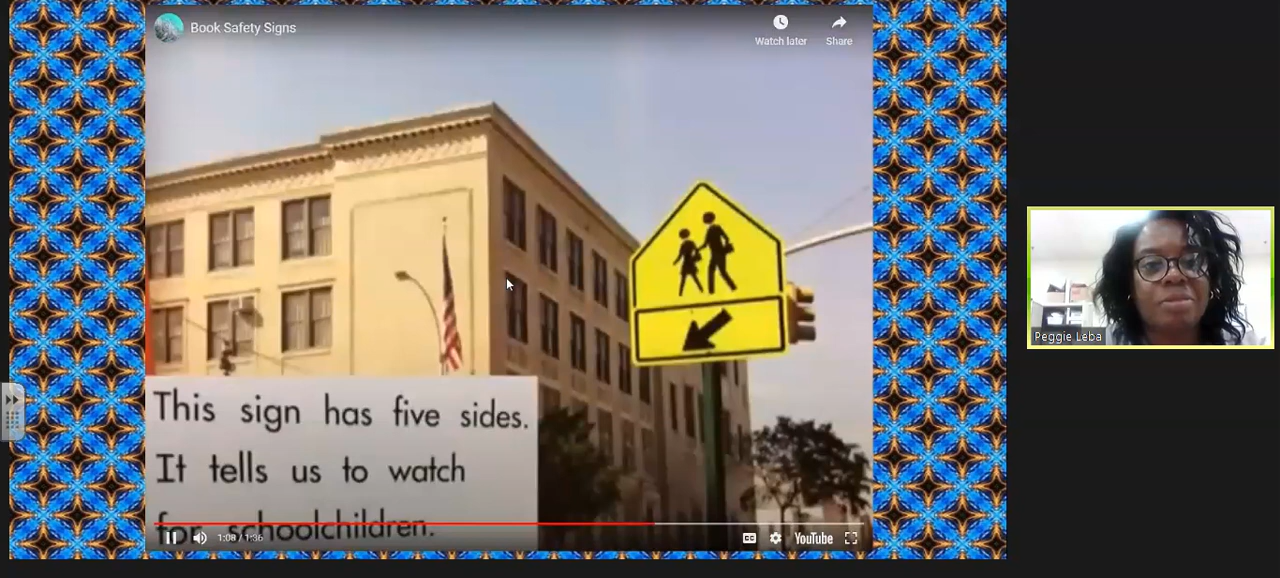 Book Safety Signs
Watch later
Share
This sign has five sides.
It tells us to watch
for schoolchildren.
1:08 / 1:36
CC
YouTube
Peggie Leba